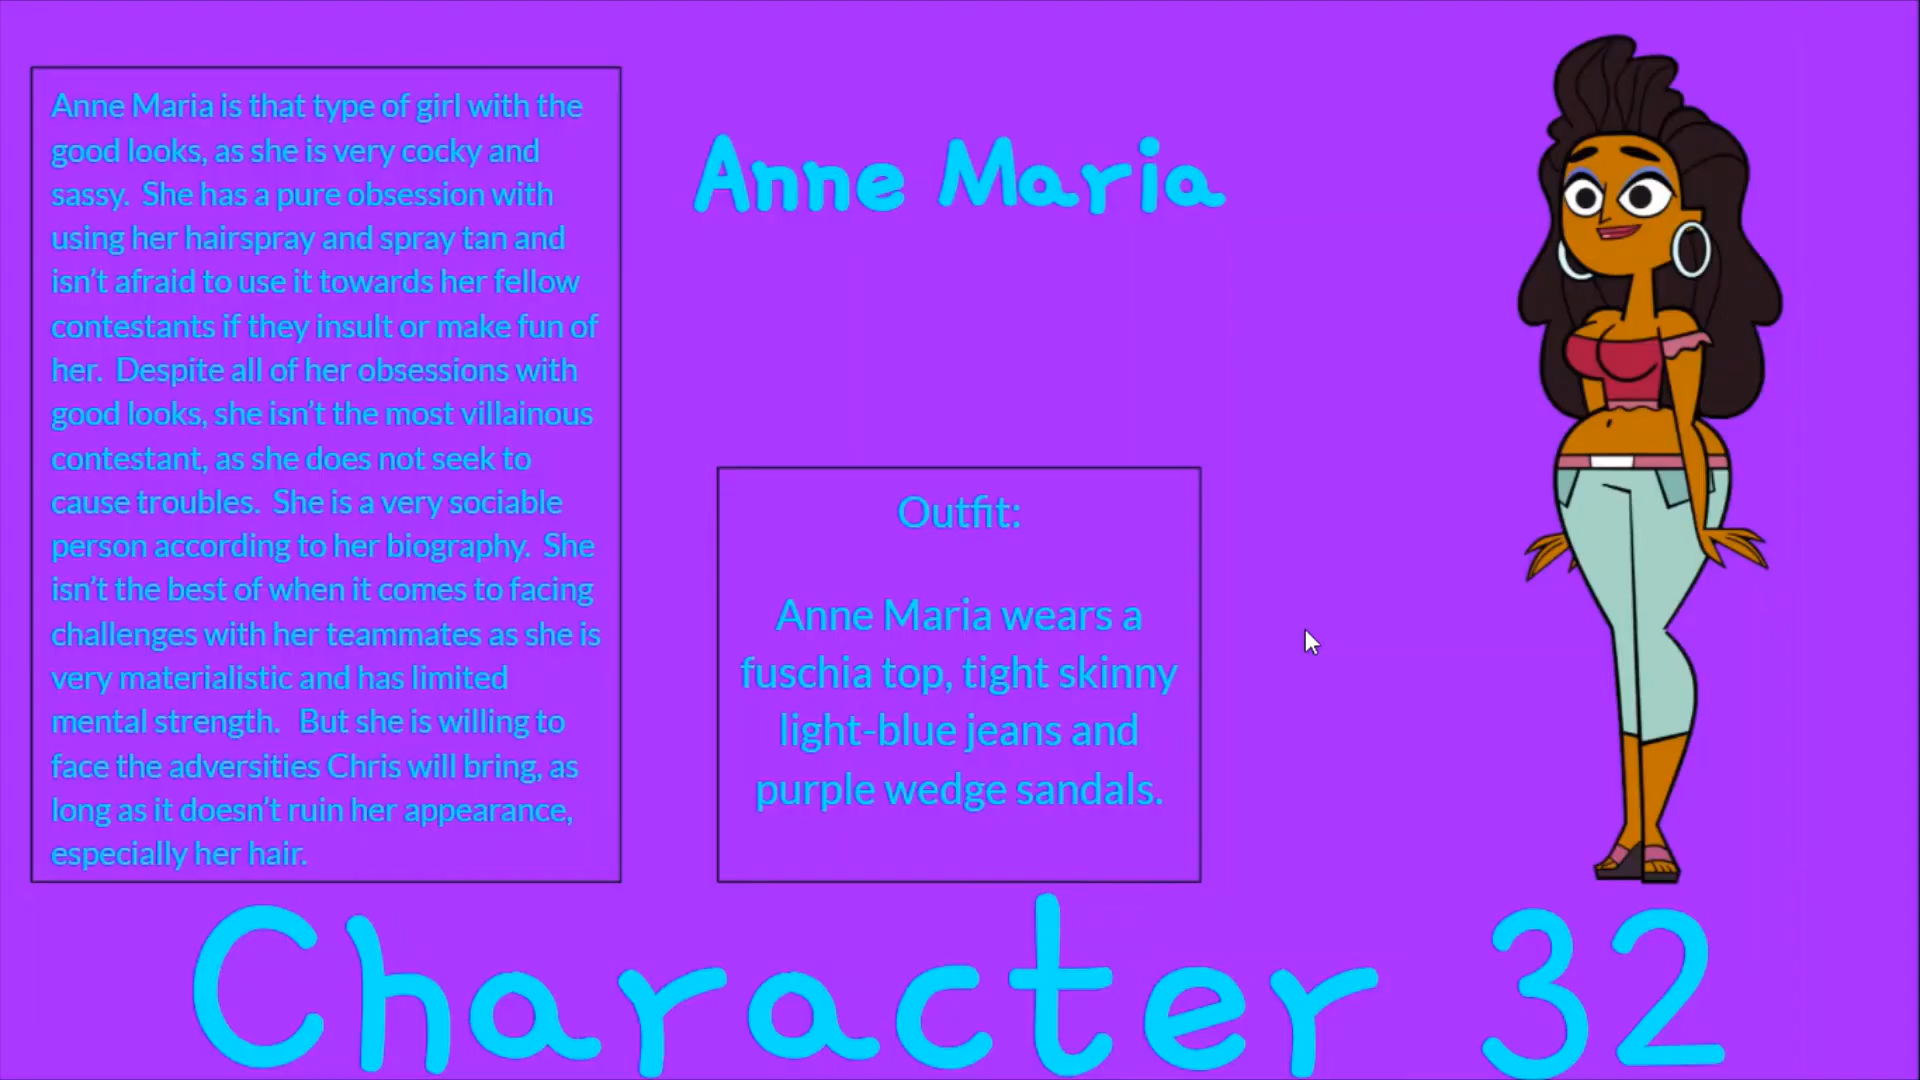 Anne Maria is that type of girl with the
good looks, as she is very cocky and
sassy.  She has a pure obsession with
using her hairspray and spray tan and
isn't afraid to use it towards her fellow
contestants if they insult or make fun of
her.  Despite all of her obsessions with
good looks, she isn't the most villainous
contestant, as she does not seek to
cause troubles.  She is a very sociable
person according to her biography.  She
isn't the best of when it comes to facing
challenges with her teammates as she is
very materialistic and has limited
mental strength.   But she is willing to
face the adversities Chris will bring, as
long as it doesn't ruin her appearance,
especially her hair.
Anne Maria
Outfit:
Anne Maria wears a
fuschia top, tight skinny
light-blue jeans and
purple wedge sandals.
Character 32